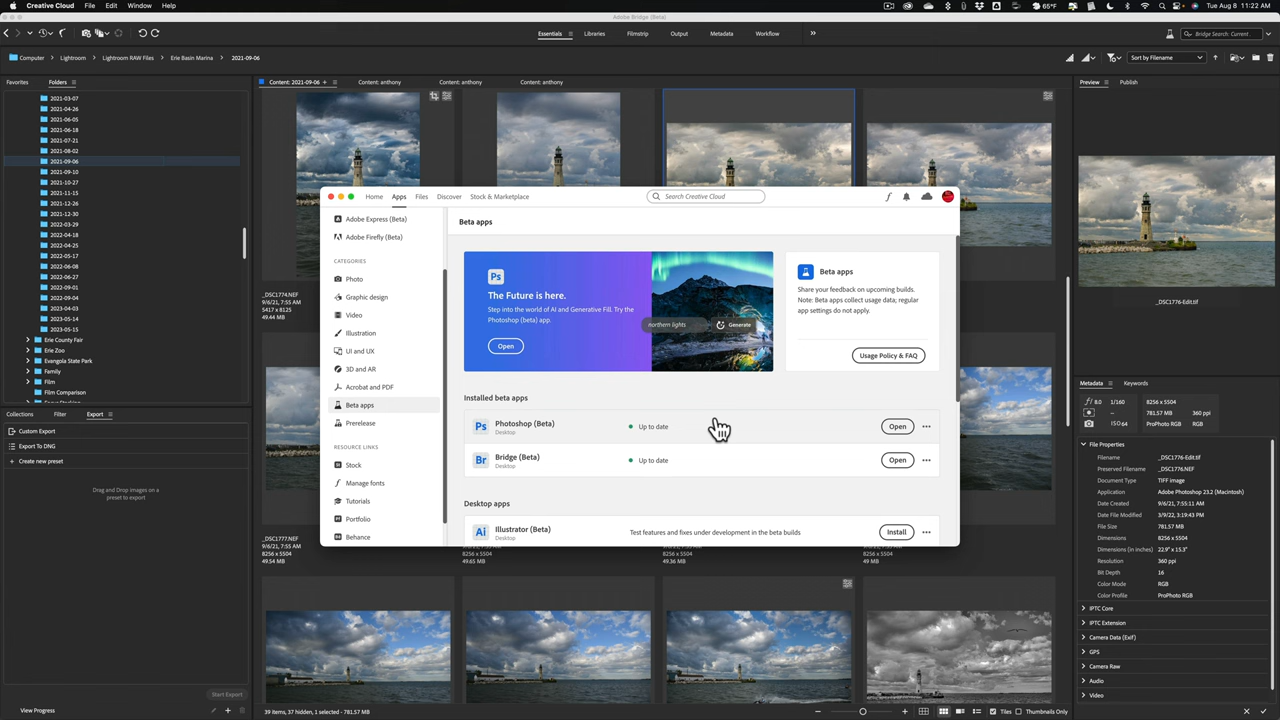 Creative Cloud File Edit Window Help
65°F
Tue Aug 8 11:22 AM
Adobe Bridge (Beta)
Essentials Libraries Filmstrip Output Metadata Workflow
Bridge Search: Current
Computer Lightroom Lightroom RAW Files Erie Basin Marina 2021-09-06
Sort by Filename
Favorites Folders
2021-03-07
2021-04-26
2021-06-05
2021-06-18
2021-07-21
2021-08-02
2021-09-06
2021-09-10
2021-10-27
2021-11-15
2021-12-26
2021-12-30
2022-03-29
2022-04-18
2022-04-25
2022-05-17
2022-06-08
2022-06-27
2022-09-01
2022-09-04
2023-04-03
2023-05-14
2023-05-15
Erie County Fair
Erie Zoo
Evangola State Park
Family
Film
Film Comparison
Collections Filter Export
Custom Export
Export To DNG
Create new preset
Drag and Drop images on a
preset to export
Start Export
View Progress
Content: 2021-09-06 Content: anthony Content: anthony Content: anthony
_DSC1774.NEF
9/6/21, 7:55 AM
5417 x 8125
49.44 MB
_DSC1777.NEF
9/6/21, 7:55 AM
8256 x 5504
49.54 MB
8256 x 5504
49.65 MB
8256 x 5504
49.36 MB
8256 x 5504
49 MB
39 items, 37 hidden, 1 selected - 781.57 MB
Tiles Thumbnails Only
Home Apps Files Discover Stock & Marketplace
Search Creative Cloud
Adobe Express (Beta)
Adobe Firefly (Beta)
CATEGORIES
Photo
Graphic design
Video
Illustration
UI and UX
3D and AR
Acrobat and PDF
Beta apps
Prerelease
RESOURCE LINKS
Stock
Manage fonts
Tutorials
Portfolio
Behance
Beta apps
Ps
The Future is here.
Step into the world of AI and Generative Fill. Try the
Photoshop (beta) app.
Open
northern lights
Generate
Beta apps
Share your feedback on upcoming builds.
Note: Beta apps collect usage data; regular
app settings do not apply.
Usage Policy & FAQ
Installed beta apps
Ps Photoshop (Beta)
Desktop
Up to date
Open
Br Bridge (Beta)
Desktop
Up to date
Open
Desktop apps
Ai Illustrator (Beta)
Desktop
Test features and fixes under development in the beta builds
Install
Preview Publish
_DSC1776-Edit.tif
Metadata Keywords
8.0 1/160
-- 
ISO64
8256 x 5504
781.57 MB 360 ppi
ProPhoto RGB RGB
File Properties
Filename _DSC1776-Edit.tif
Preserved Filename _DSC1776.NEF
Document Type TIFF image
Application Adobe Photoshop 23.2 (Macintosh)
Date Created 9/6/21, 7:55:11 AM
Date File Modified 3/9/22, 3:19:43 PM
File Size 781.57 MB
Dimensions 8256 x 5504
Dimensions (in inches) 22.9" x 15.3"
Resolution 360 ppi
Bit Depth 16
Color Mode RGB
Color Profile ProPhoto RGB
IPTC Core
IPTC Extension
Camera Data (Exif)
GPS
Camera Raw
Audio
Video